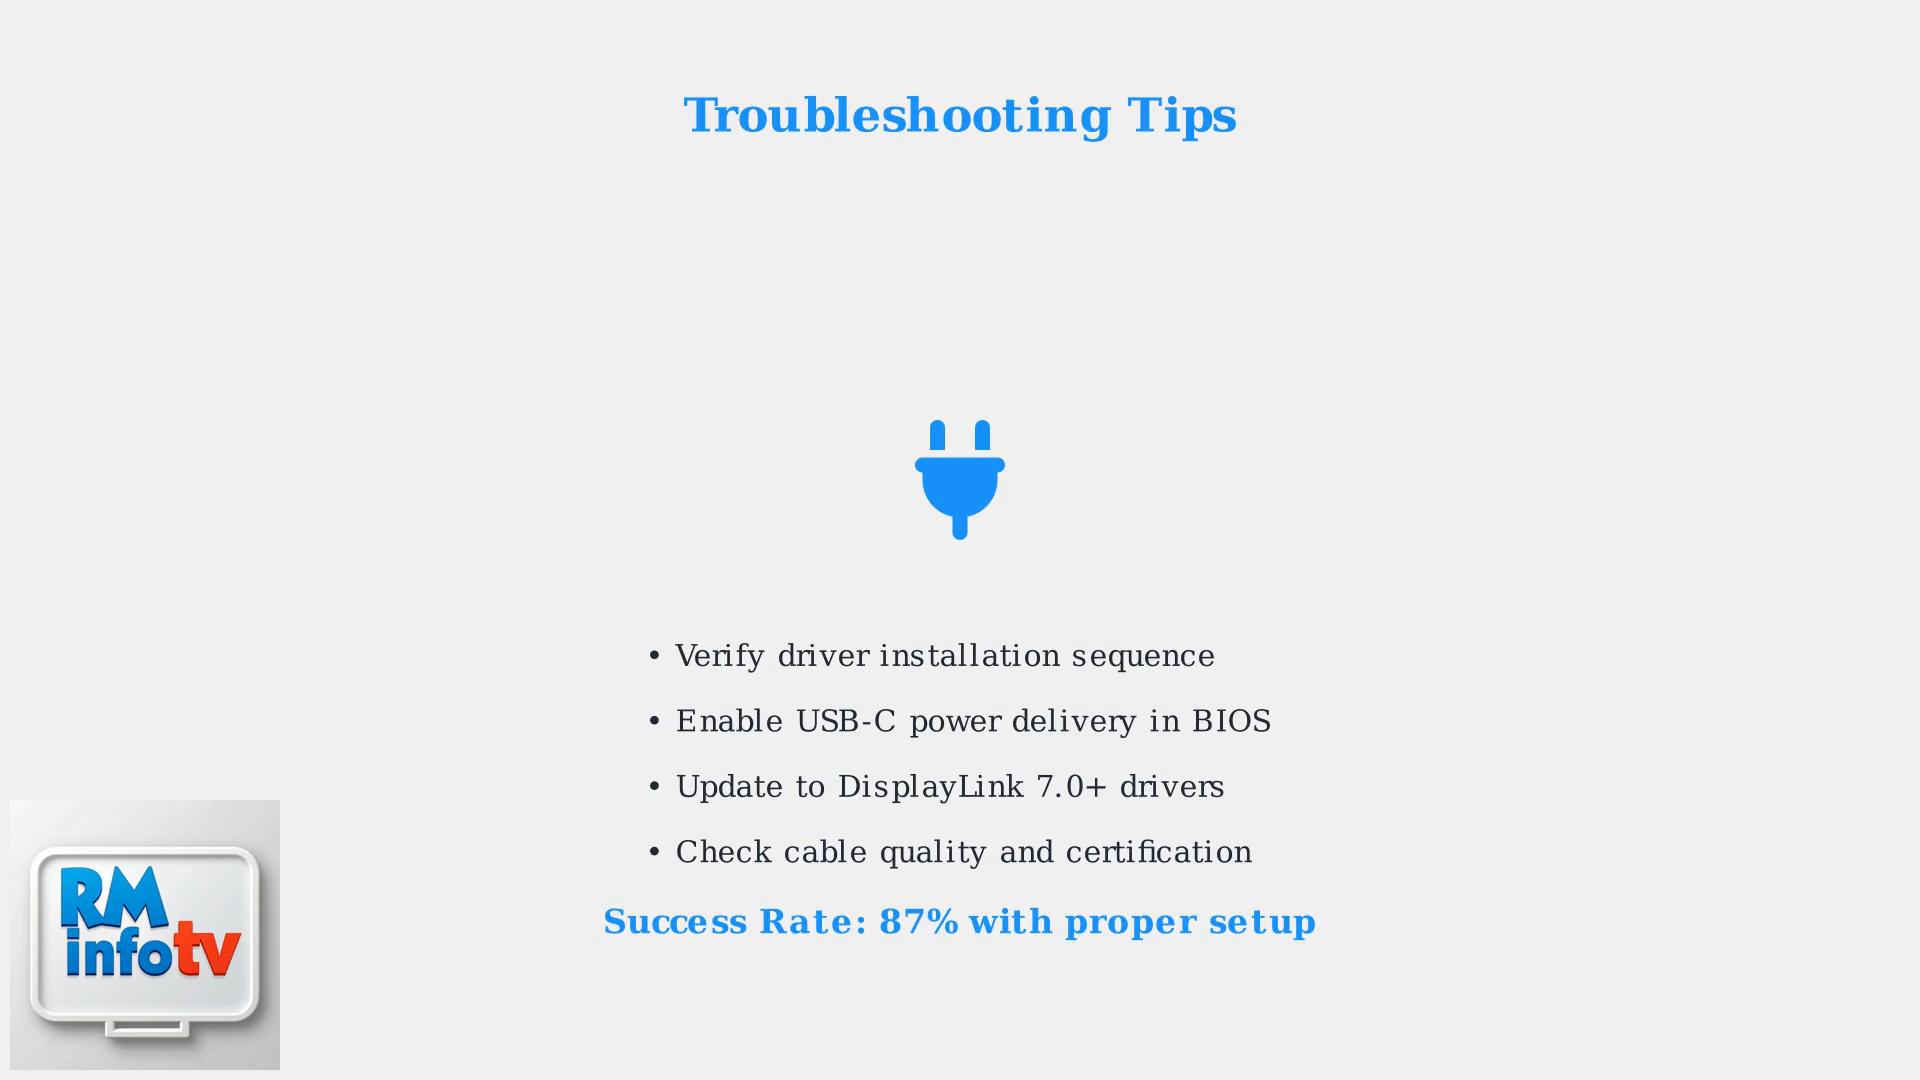 Troubleshooting Tips
• Verify driver installation sequence
• Enable USB-C power delivery in BIOS
• Update to DisplayLink 7.0+ drivers
• Check cable quality and certification
Success Rate: 87% with proper setup
RM
infotv